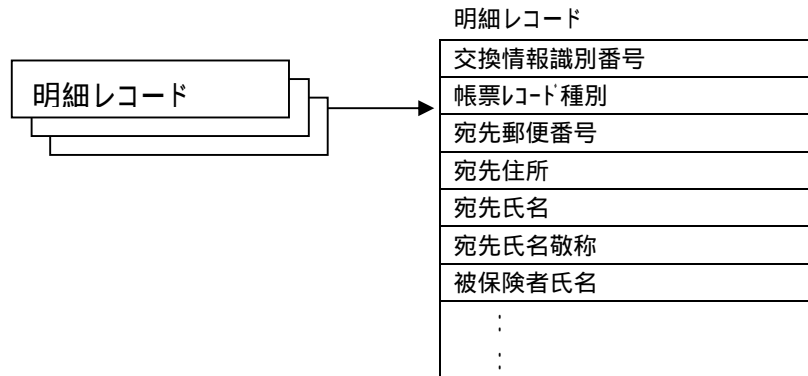 明細レコード
明細レコード
交換情報識別番号
帳票ﾚｺｰﾄﾞ種別
宛先郵便番号
宛先住所
宛先氏名
宛先氏名敬称
被保険者氏名
:
: